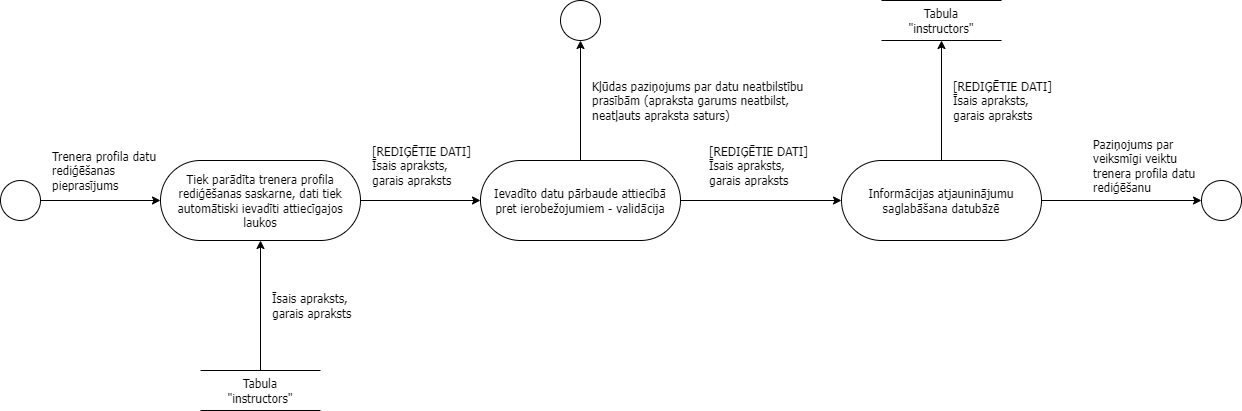 Trenera profila datu
rediģēšanas
pieprasījums
Tiek parādīta trenera profila
rediģēšanas saskarne, dati tiek
automātiski ievadīti attiecīgajos
laukos
Īsais apraksts,
garais apraksts
Tabula
"instructors"
[REDIĢĒTIE DATI]
Īsais apraksts,
garais apraksts
Ievadīto datu pārbaude attiecībā
pret ierobežojumiem - validācija
Kļūdas paziņojums par datu neatbilstību
prasībām (apraksta garums neatbilst,
neatļauts apraksta saturs)
[REDIĢĒTIE DATI]
Īsais apraksts,
garais apraksts
Informācijas atjauninājumu
saglabāšana datubāzē
[REDIĢĒTIE DATI]
Īsais apraksts,
garais apraksts
Tabula
"instructors"
Paziņojums par
veiksmīgi veiktu
trenera profila datu
rediģēšanu